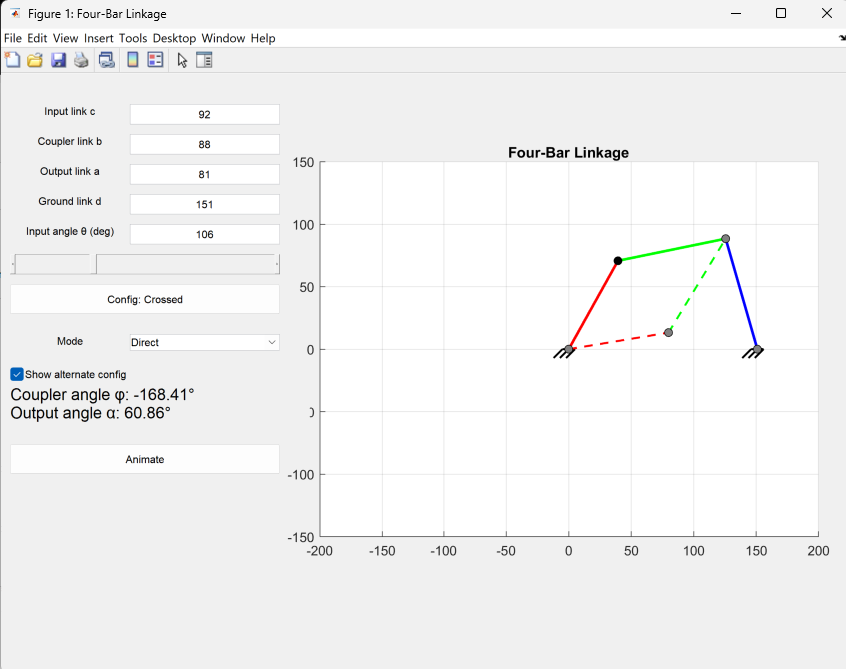 Figure 1: Four-Bar Linkage
File Edit View Insert Tools Desktop Window Help
Input link c
92
Coupler link b
88
Output link a
81
Ground link d
151
Input angle θ (deg)
106
Config: Crossed
Mode
Direct
Show alternate config
Coupler angle φ: -168.41°
Output angle α: 60.86°
Animate
Four-Bar Linkage
150
100
50
0
-100
-150
-200
-150
-100
-50
0
50
100
150
200